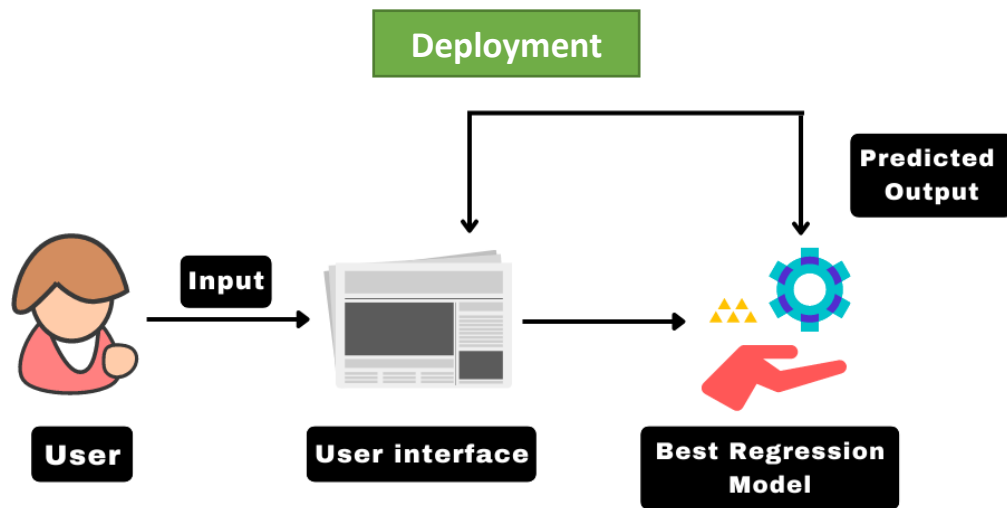 Deployment
Predicted
Output
Input
User
User interface
Best Regression
Model